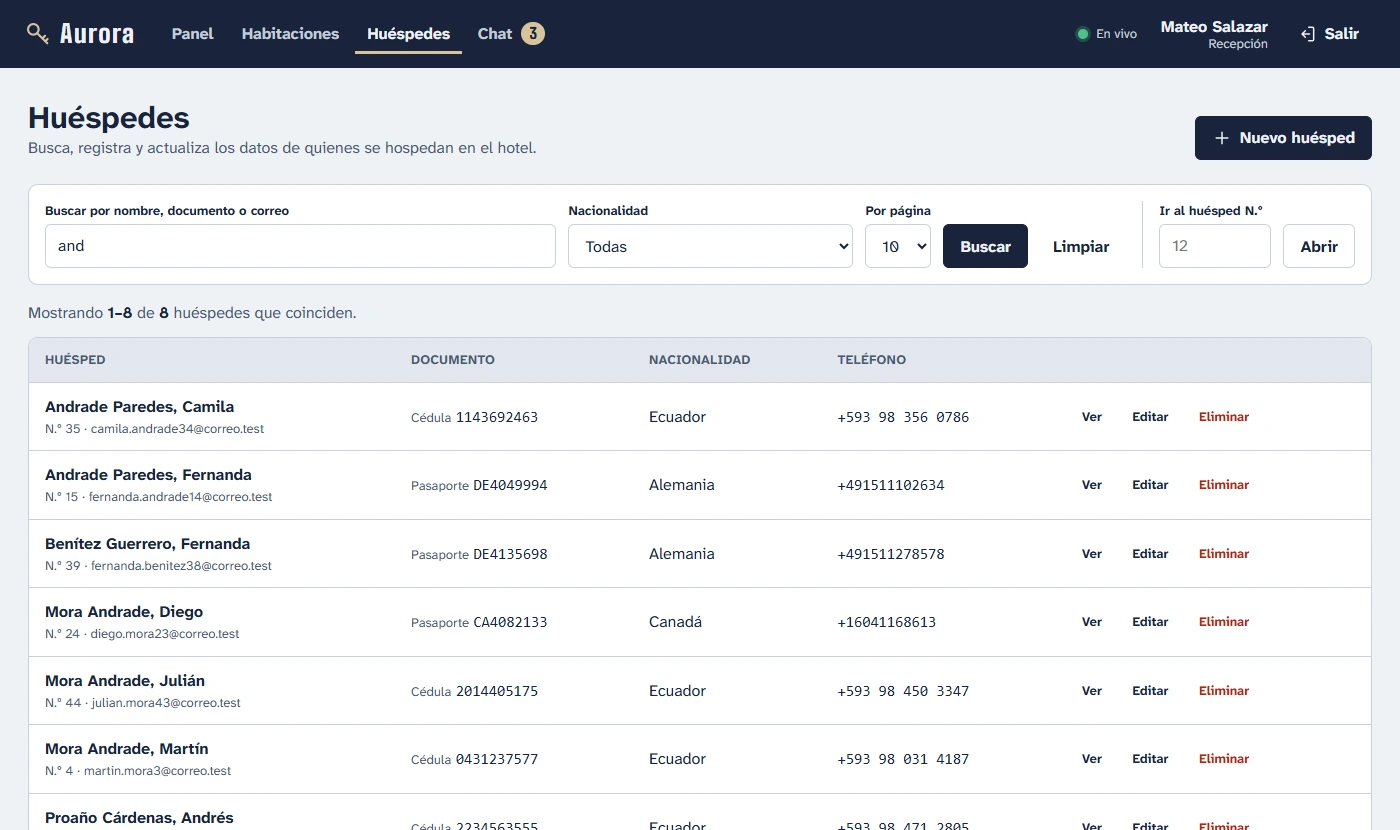 Aurora Panel Habitaciones Huéspedes Chat 3 En vivo Mateo Salazar Salir
Recepción
Huéspedes
Busca, registra y actualiza los datos de quienes se hospedan en el hotel.
+ Nuevo huésped
Buscar por nombre, documento o correo Nacionalidad Por página Ir al huésped N.°
and Todas 10 Buscar Limpiar 12 Abrir
Mostrando 1–8 de 8 huéspedes que coinciden.
HUÉSPED DOCUMENTO NACIONALIDAD TELÉFONO
Andrade Paredes, Camila
N.° 35 · camila.andrade34@correo.test
Cédula 1143692463 Ecuador +593 98 356 0786 Ver Editar Eliminar
Andrade Paredes, Fernanda
N.° 15 · fernanda.andrade14@correo.test
Pasaporte DE4049994 Alemania +491511102634 Ver Editar Eliminar
Benítez Guerrero, Fernanda
N.° 39 · fernanda.benitez38@correo.test
Pasaporte DE4135698 Alemania +491511278578 Ver Editar Eliminar
Mora Andrade, Diego
N.° 24 · diego.mora23@correo.test
Pasaporte CA4082133 Canadá +16041168613 Ver Editar Eliminar
Mora Andrade, Julián
N.° 44 · julian.mora43@correo.test
Cédula 2014405175 Ecuador +593 98 450 3347 Ver Editar Eliminar
Mora Andrade, Martín
N.° 4 · martin.mora3@correo.test
Cédula 0431237577 Ecuador +593 98 031 4187 Ver Editar Eliminar
Proaño Cárdenas, Andrés
Cédula 2234563555 Ecuador +593 98 471 2805 Ver Editar Eliminar